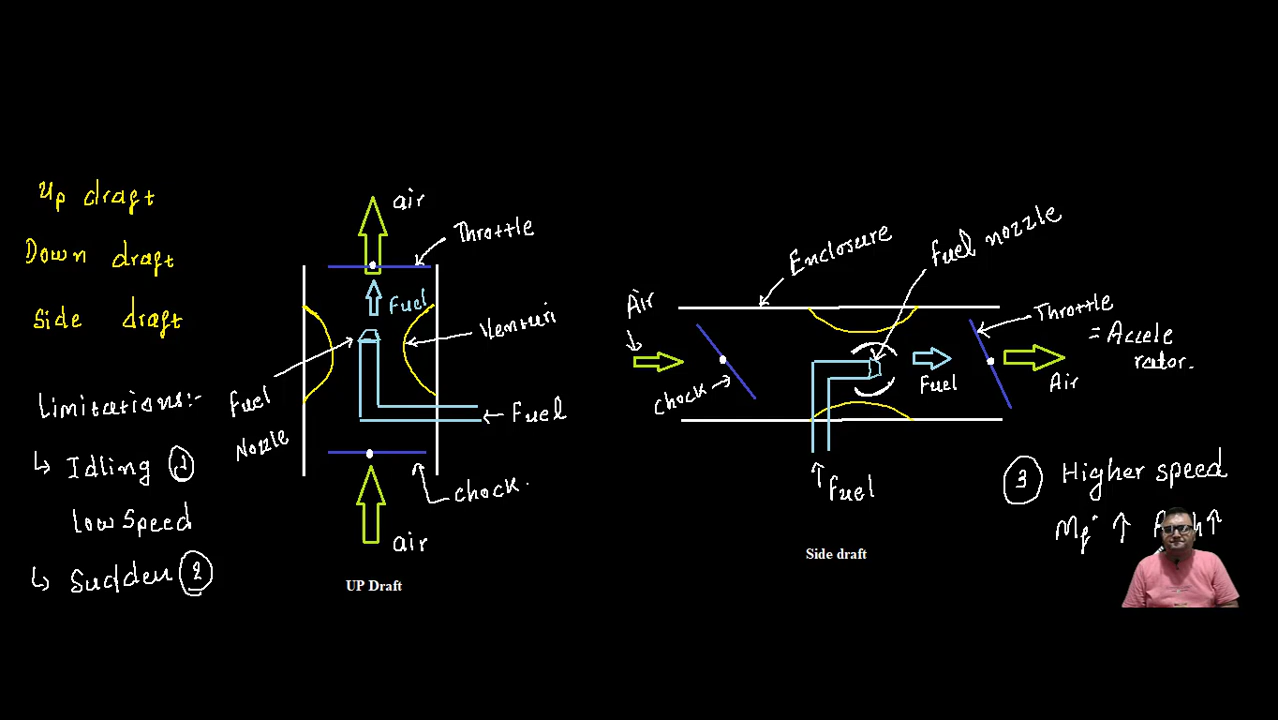 Up draft
Down draft
Side draft
Limitations:-
↳ Idling ①
Low Speed
↳ Sudden ②
air
Throttle
Fuel
Venturi
Fuel
Nozzle
← Fuel
chock
air
UP Draft
Enclosure
Fuel nozzle
Air
Throttle
= Accele
rator.
chock
Fuel
Air
Fuel
Side draft
③ Higher speed
↑
↑